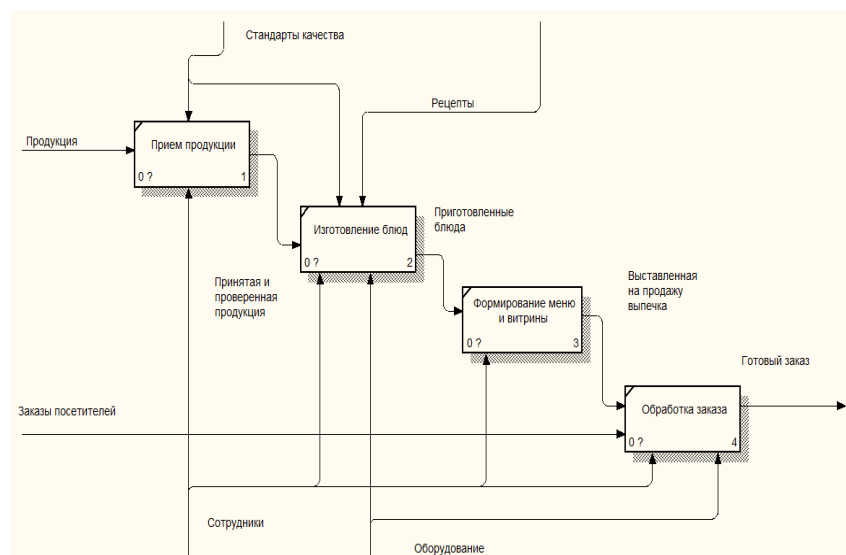 Стандарты качества
Рецепты
Продукция
Прием продукции
0 ?
1
Изготовление блюд
0 ?
2
Приготовленные
блюда
Принятая и
проверенная
продукция
Формирование меню
и витрины
0 ?
3
Выставленная
на продажу
выпечка
Готовый заказ
Заказы посетителей
Обработка заказа
0 ?
4
Сотрудники
Оборудование